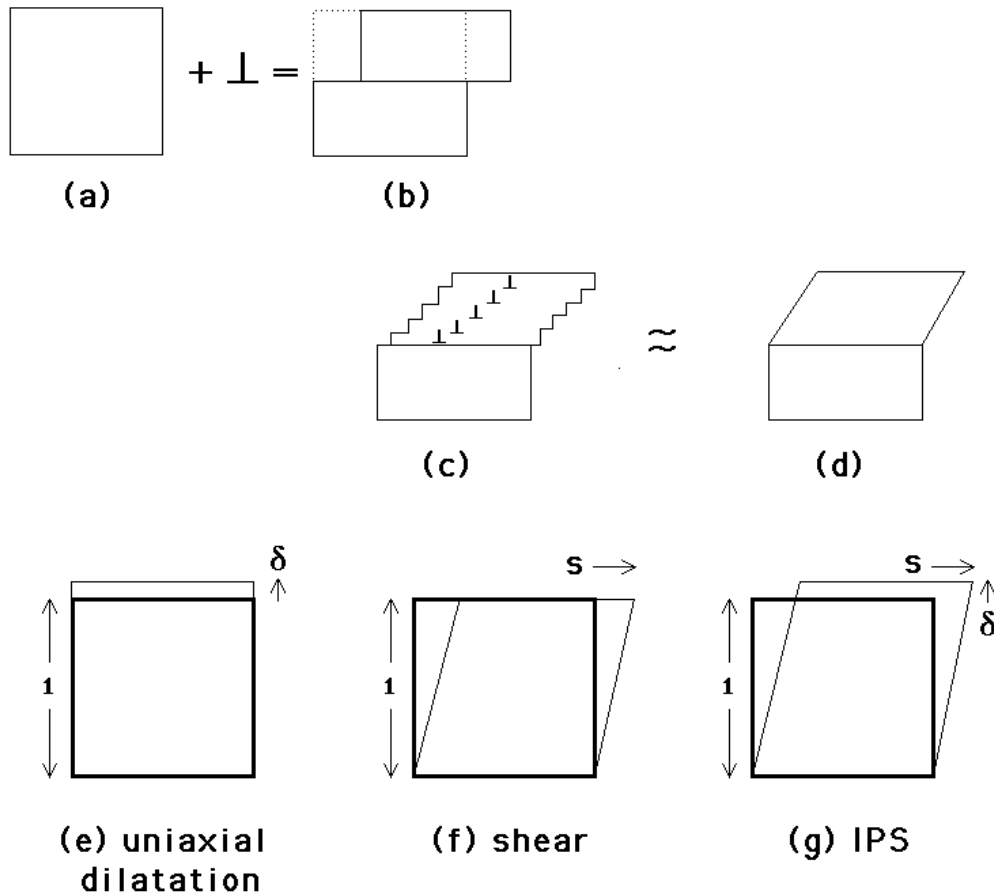 + ⊥ =
(a)
(b)
⊥ ⊥ ⊥ ⊥ ⊥
≈
(c)
(d)
δ
1
S
1
S
δ
1
(e) uniaxial
dilatation
(f) shear
(g) IPS